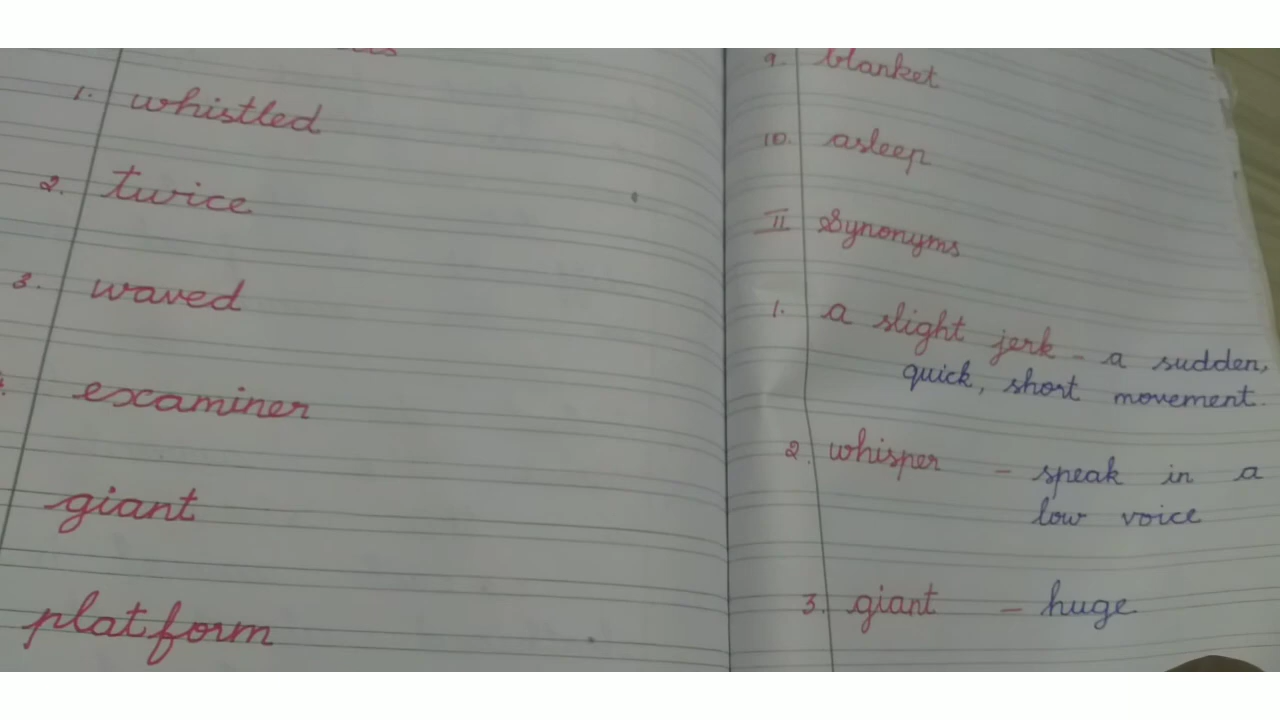 1. whistled
2. twice
3. waved
examiner
giant
platform
9. blanket
10. asleep
II Synonyms
1. a slight jerk - a sudden,
quick, short movement.
2. whisper - speak in a
low voice
3. giant - huge